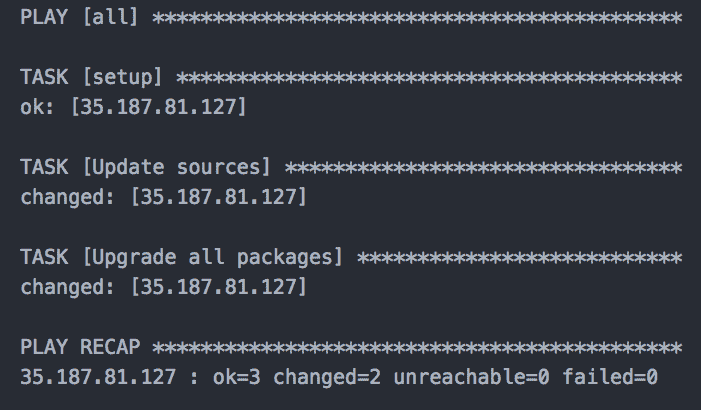 PLAY [all] ********************************************
TASK [setup] ******************************************
ok: [35.187.81.127]
TASK [Update sources] *********************************
changed: [35.187.81.127]
TASK [Upgrade all packages] ***************************
changed: [35.187.81.127]
PLAY RECAP ********************************************
35.187.81.127 : ok=3 changed=2 unreachable=0 failed=0